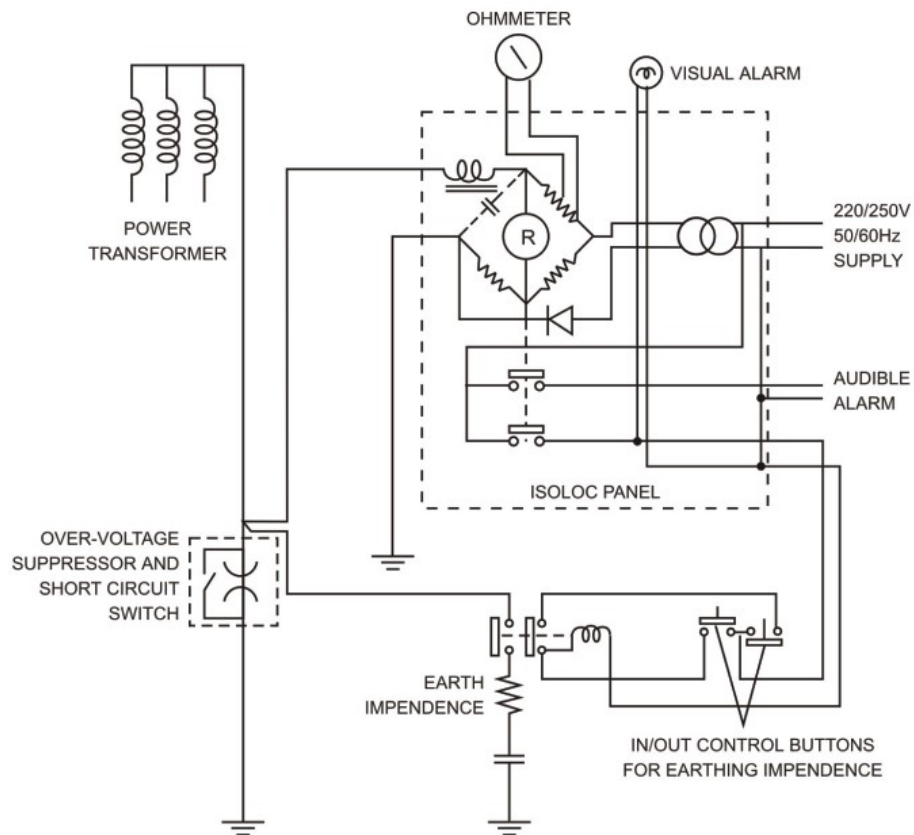 OHMMETER
VISUAL ALARM
POWER
TRANSFORMER
R
220/250V
50/60Hz
SUPPLY
AUDIBLE
ALARM
ISOLOC PANEL
OVER-VOLTAGE
SUPPRESSOR AND
SHORT CIRCUIT
SWITCH
EARTH
IMPENDENCE
IN/OUT CONTROL BUTTONS
FOR EARTHING IMPENDENCE